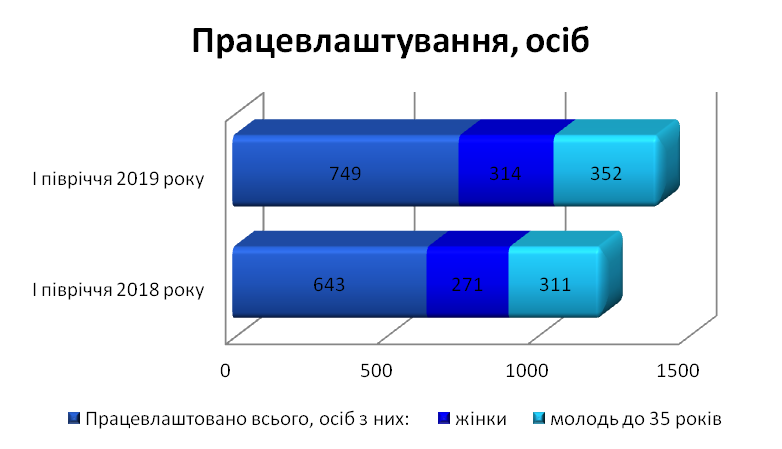 Працевлаштування, осіб
І півріччя 2019 року
749
314
352
І півріччя 2018 року
643
271
311
0
500
1000
1500
Працевлаштовано всього, осіб з них:
жінки
молодь до 35 років